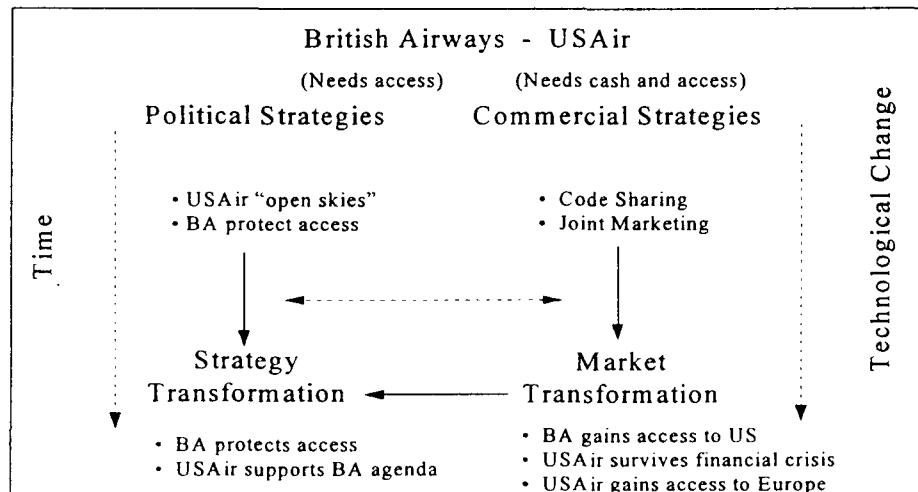 British Airways - USAir
(Needs access) (Needs cash and access)
Political Strategies Commercial Strategies
• USAir "open skies"
• BA protect access
• Code Sharing
• Joint Marketing
Time
Technological Change
Strategy
Transformation
Market
Transformation
• BA protects access
• USAir supports BA agenda
• BA gains access to US
• USAir survives financial crisis
• USAir gains access to Europe